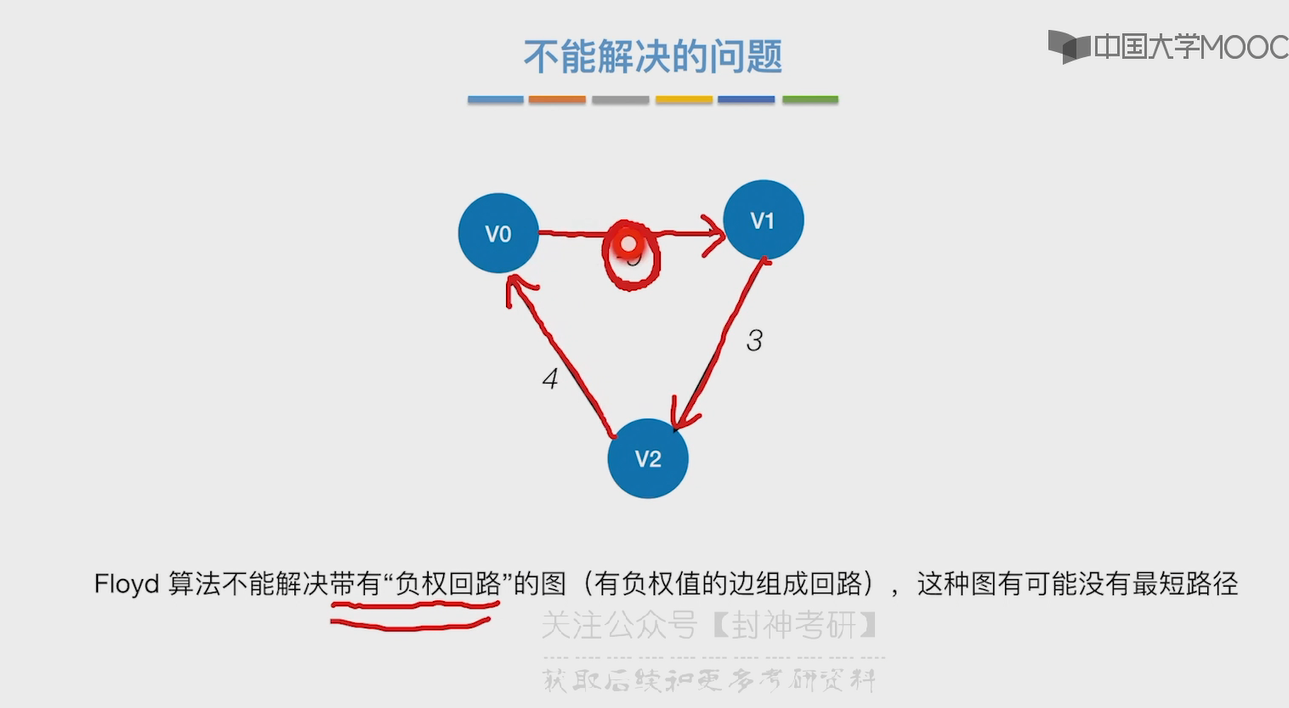 不能解决的问题
中国大学MOOC
V0
V1
3
4
V2
Floyd 算法不能解决带有“负权回路”的图（有负权值的边组成回路），这种图有可能没有最短路径
关注公众号【封神考研】
获取后续和更多考研资料